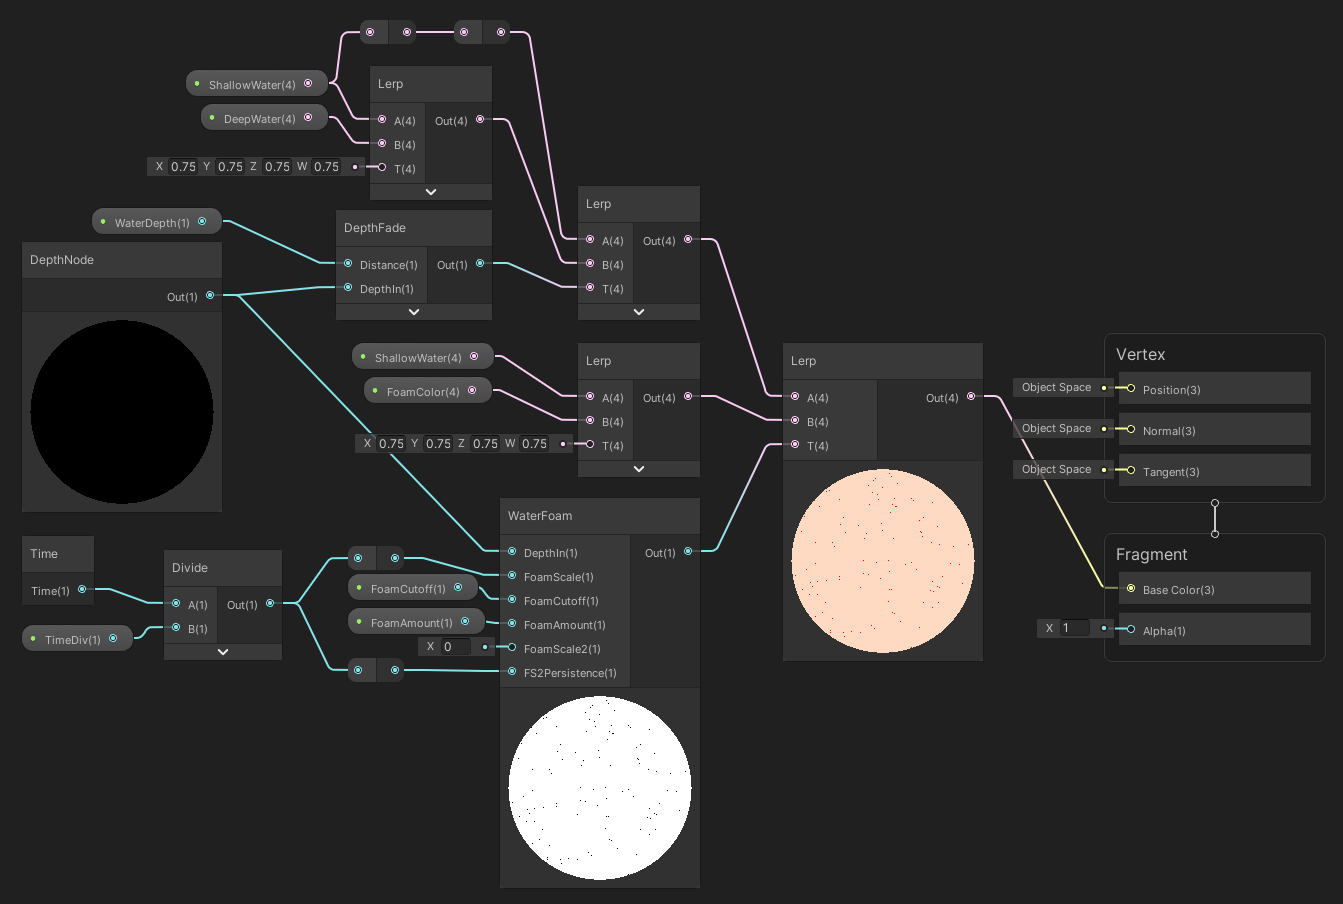 ShallowWater(4)
DeepWater(4)
X 0.75 Y 0.75 Z 0.75 W 0.75
Lerp
A(4)
B(4)
T(4)
Out(4)
WaterDepth(1)
DepthNode
Out(1)
DepthFade
Distance(1)
DepthIn(1)
Out(1)
Lerp
A(4)
B(4)
T(4)
Out(4)
ShallowWater(4)
FoamColor(4)
X 0.75 Y 0.75 Z 0.75 W 0.75
Lerp
A(4)
B(4)
T(4)
Out(4)
Time
Time(1)
TimeDiv(1)
Divide
A(1)
B(1)
Out(1)
FoamCutoff(1)
FoamAmount(1)
X 0
WaterFoam
DepthIn(1)
FoamScale(1)
FoamCutoff(1)
FoamAmount(1)
FoamScale2(1)
FS2Persistence(1)
Out(1)
Lerp
A(4)
B(4)
T(4)
Out(4)
Vertex
Object Space
Position(3)
Object Space
Normal(3)
Object Space
Tangent(3)
Fragment
Base Color(3)
X 1
Alpha(1)